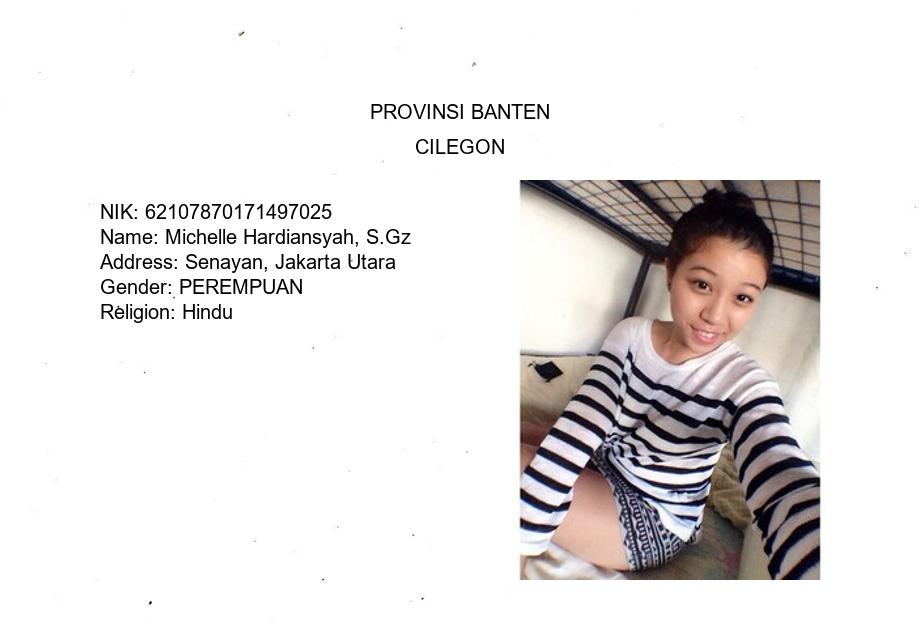 PROVINSI BANTEN
CILEGON
NIK: 62107870171497025
Name: Michelle Hardiansyah, S.Gz
Address: Senayan, Jakarta Utara
Gender: PEREMPUAN
Religion: Hindu